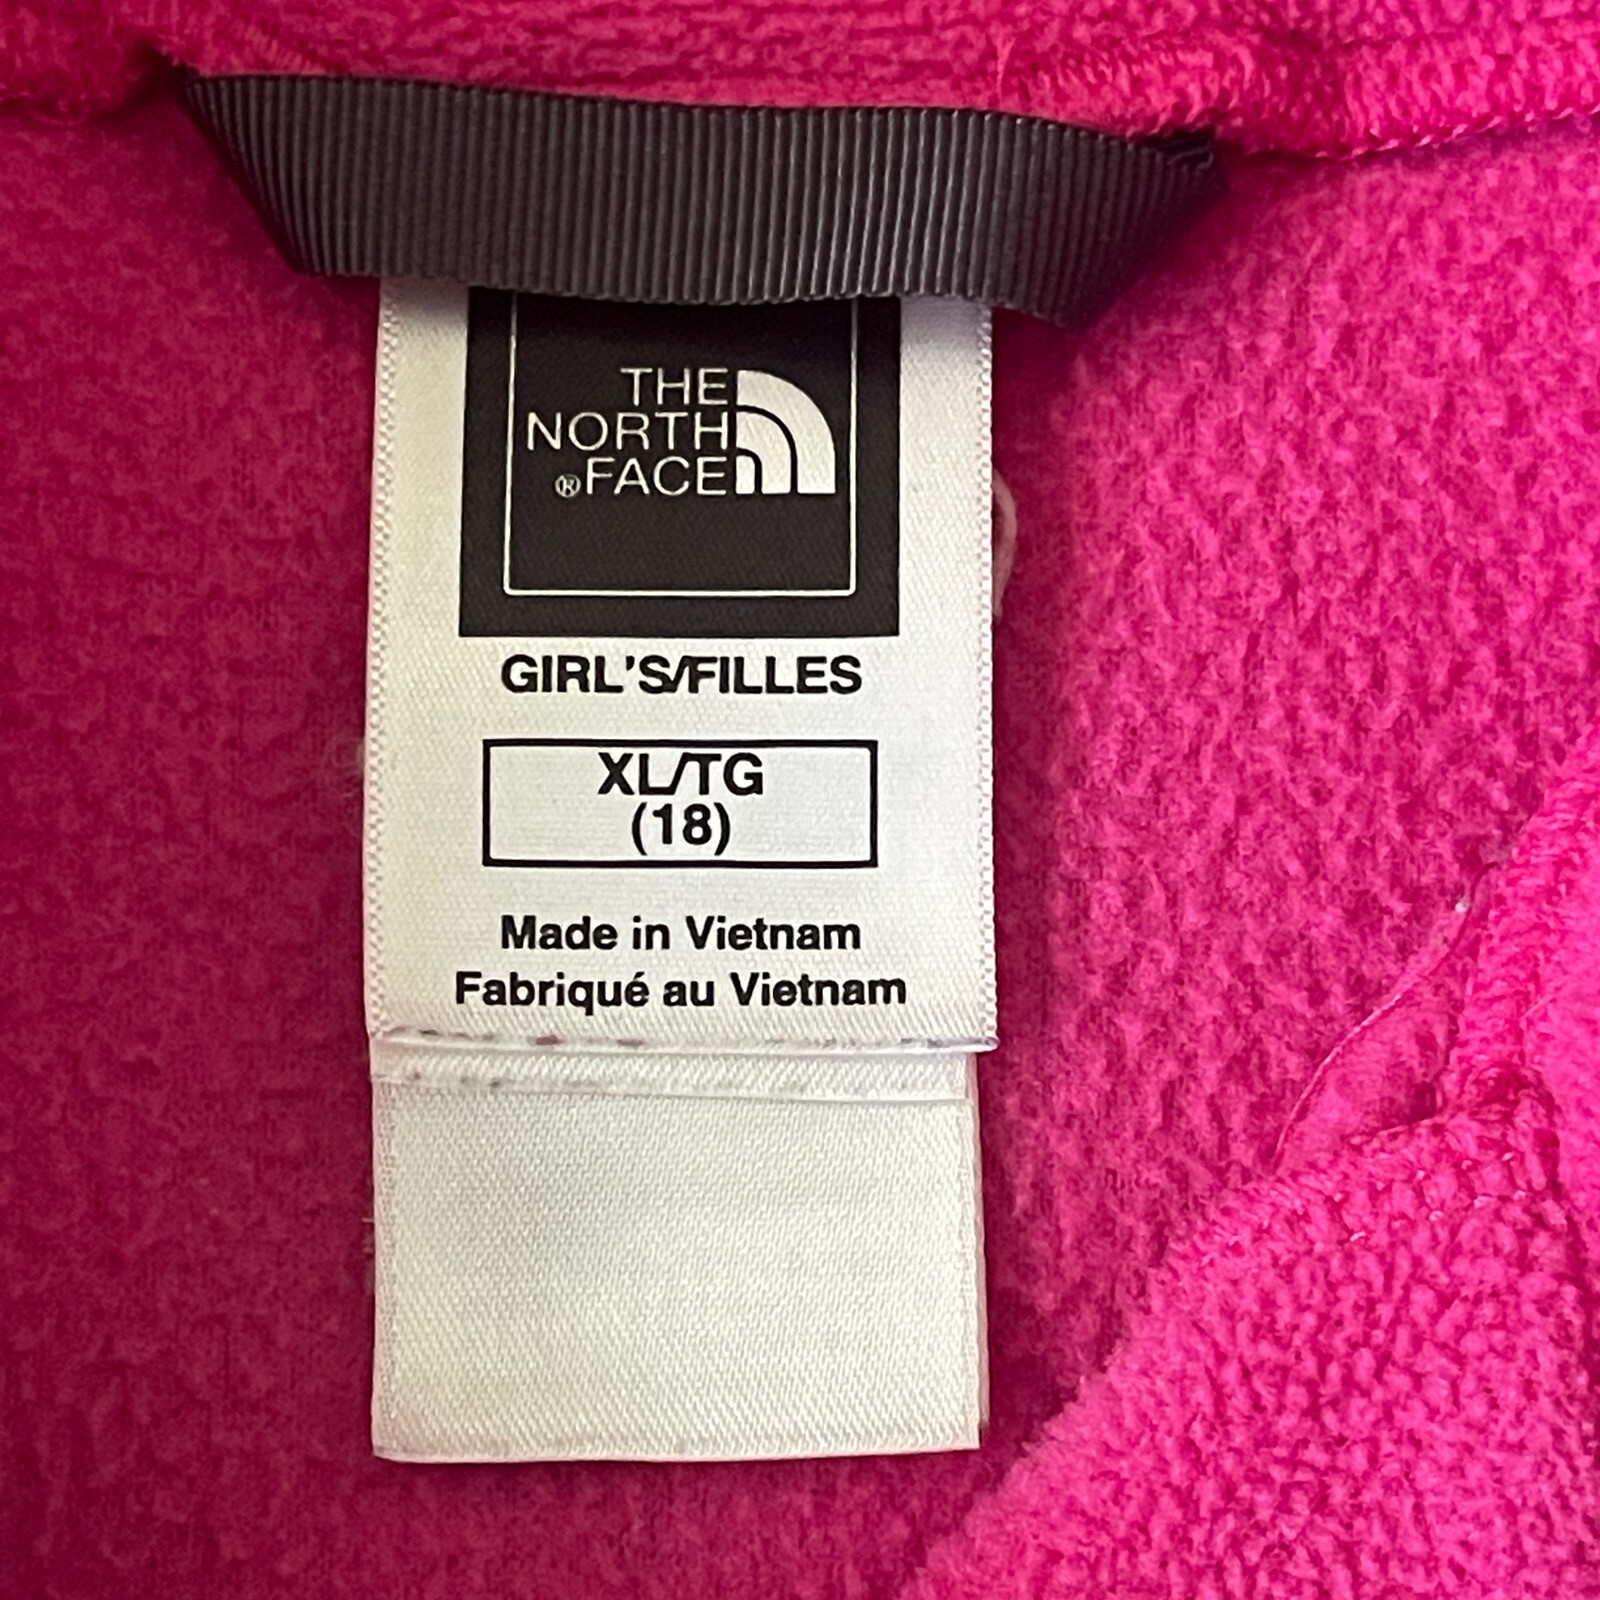 THE
NORTH
®FACE
GIRL'S/FILLES
XL/TG
(18)
Made in Vietnam
Fabriqué au Vietnam